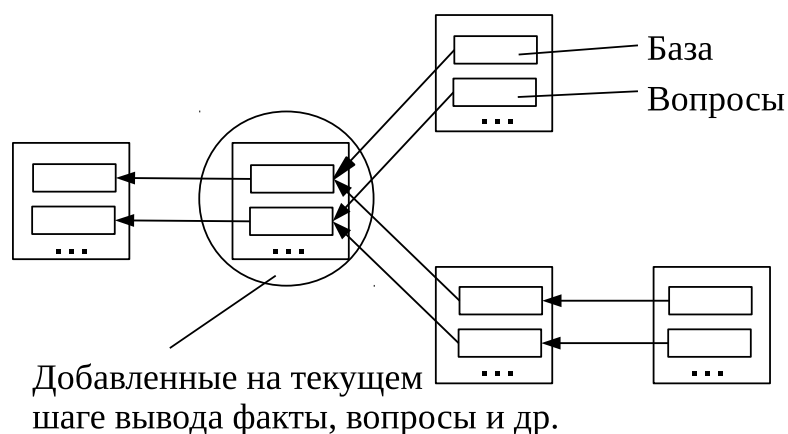 База
Вопросы
Добавленные на текущем
шаге вывода факты, вопросы и др.